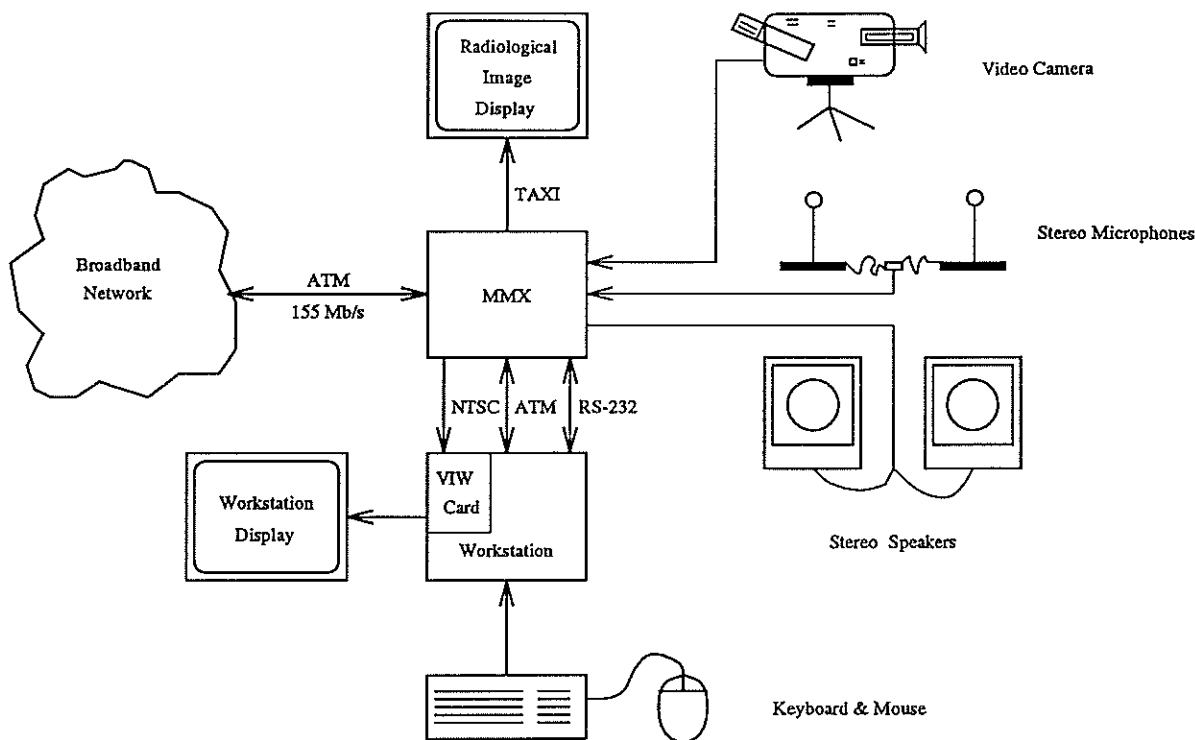 Radiological
Image
Display
Video Camera
TAXI
Stereo Microphones
Broadband
Network
ATM
155 Mb/s
MMX
NTSC
ATM
RS-232
VIW
Card
Workstation
Workstation
Display
Stereo Speakers
Keyboard & Mouse